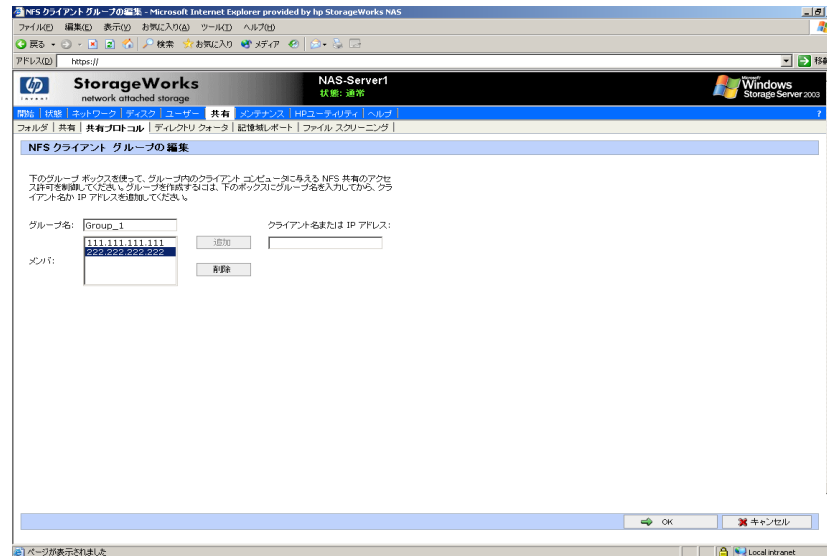 NFS クライアント グループの編集 - Microsoft Internet Explorer provided by hp StorageWorks NAS
ファイル(F) 編集(E) 表示(V) お気に入り(A) ツール(T) ヘルプ(H)
戻る 検索 お気に入り メディア
アドレス(D) https:// 移動
hp invent StorageWorks NAS-Server1 Microsoft Windows
network attached storage 状態: 通常 Storage Server 2003
開始 状態 ネットワーク ディスク ユーザー 共有 メンテナンス HPユーティリティ ヘルプ ?
フォルダ 共有 共有プロトコル ディレクトリ クォータ 記憶域レポート ファイル スクリーニング
NFS クライアント グループの編集
下のグループ ボックスを使って、グループ内のクライアント コンピュータに与える NFS 共有のアクセ
ス許可を制御してください。グループを作成するには、下のボックスにグループ名を入力してから、クラ
イアント名か IP アドレスを追加してください。
グループ名: Group_1 クライアント名または IP アドレス:
111.111.111.111 追加
222.222.222.222
メンバ: 削除
OK キャンセル
ページが表示されました Local intranet